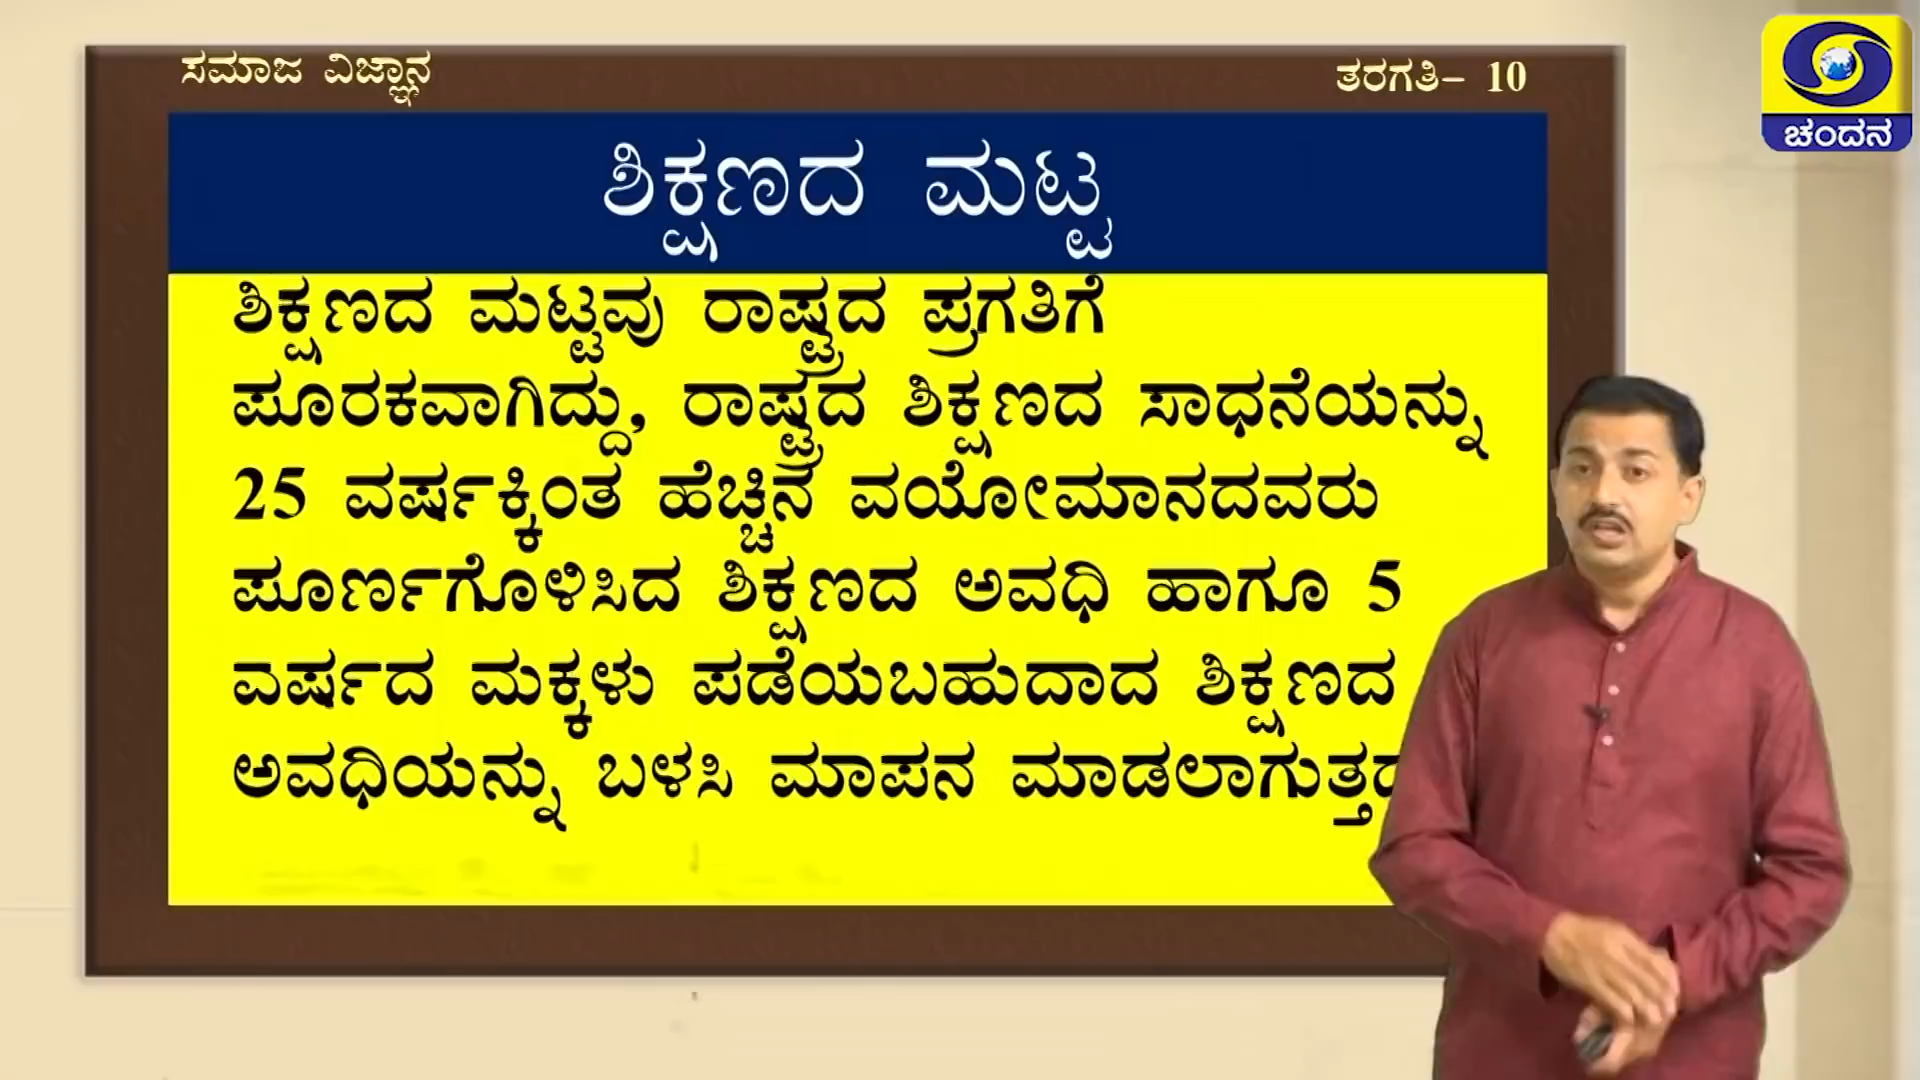 ಸಮಾಜ ವಿಜ್ಞಾನ
ತರಗತಿ– 10
ಚಂದನ
ಶಿಕ್ಷಣದ ಮಟ್ಟ
ಶಿಕ್ಷಣದ ಮಟ್ಟವು ರಾಷ್ಟ್ರದ ಪ್ರಗತಿಗೆ
ಪೂರಕವಾಗಿದ್ದು, ರಾಷ್ಟ್ರದ ಶಿಕ್ಷಣದ ಸಾಧನೆಯನ್ನು
25 ವರ್ಷಕ್ಕಿಂತ ಹೆಚ್ಚಿನ ವಯೋಮಾನದವರು
ಪೂರ್ಣಗೊಳಿಸಿದ ಶಿಕ್ಷಣದ ಅವಧಿ ಹಾಗೂ 5
ವರ್ಷದ ಮಕ್ಕಳು ಪಡೆಯಬಹುದಾದ ಶಿಕ್ಷಣದ
ಅವಧಿಯನ್ನು ಬಳಸಿ ಮಾಪನ